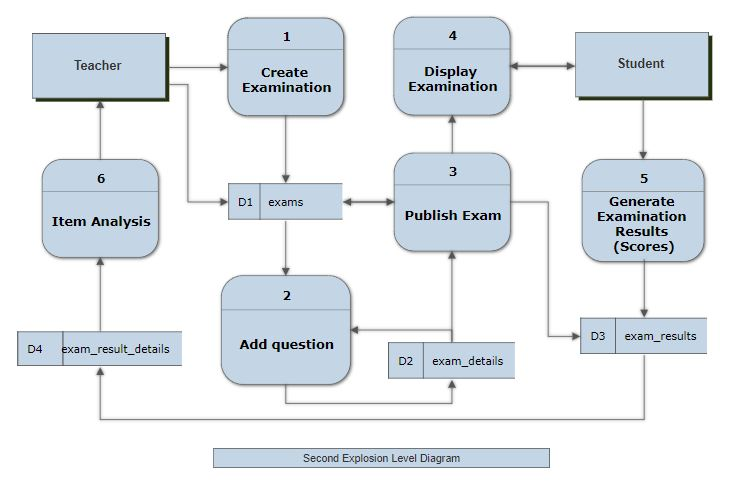 Teacher
1
Create
Examination
4
Display
Examination
Student
6
Item Analysis
D1 exams
3
Publish Exam
5
Generate
Examination
Results
(Scores)
2
Add question
D4 exam_result_details
D2 exam_details
D3 exam_results
Second Explosion Level Diagram